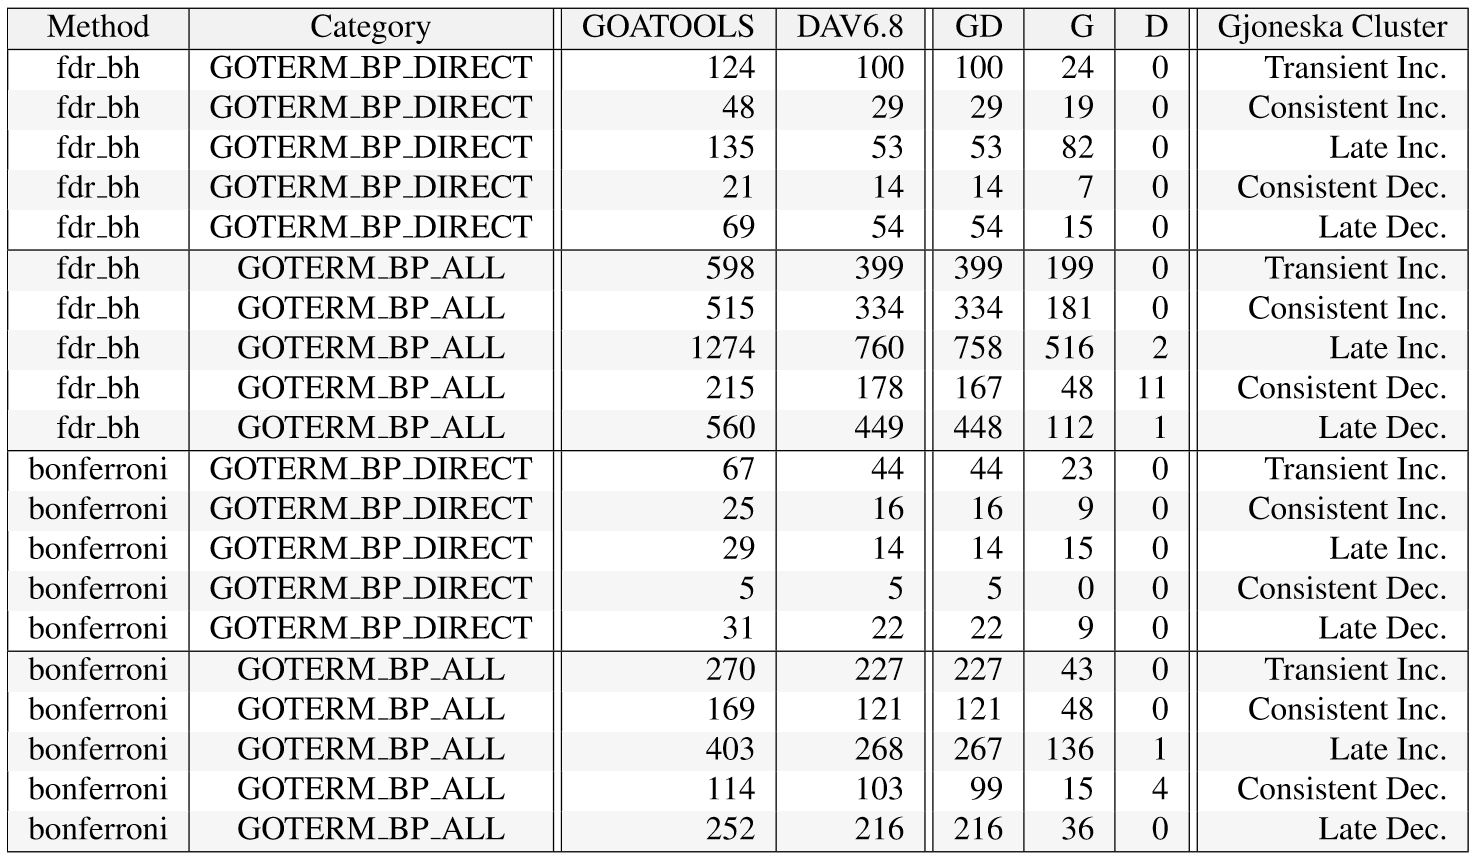 Method Category GOATOOLS DAV6.8 GD G D Gjoneska Cluster
fdr_bh GOTERM_BP_DIRECT 124 100 100 24 0 Transient Inc.
fdr_bh GOTERM_BP_DIRECT 48 29 29 19 0 Consistent Inc.
fdr_bh GOTERM_BP_DIRECT 135 53 53 82 0 Late Inc.
fdr_bh GOTERM_BP_DIRECT 21 14 14 7 0 Consistent Dec.
fdr_bh GOTERM_BP_DIRECT 69 54 54 15 0 Late Dec.
fdr_bh GOTERM_BP_ALL 598 399 399 199 0 Transient Inc.
fdr_bh GOTERM_BP_ALL 515 334 334 181 0 Consistent Inc.
fdr_bh GOTERM_BP_ALL 1274 760 758 516 2 Late Inc.
fdr_bh GOTERM_BP_ALL 215 178 167 48 11 Consistent Dec.
fdr_bh GOTERM_BP_ALL 560 449 448 112 1 Late Dec.
bonferroni GOTERM_BP_DIRECT 67 44 44 23 0 Transient Inc.
bonferroni GOTERM_BP_DIRECT 25 16 16 9 0 Consistent Inc.
bonferroni GOTERM_BP_DIRECT 29 14 14 15 0 Late Inc.
bonferroni GOTERM_BP_DIRECT 5 5 5 0 0 Consistent Dec.
bonferroni GOTERM_BP_DIRECT 31 22 22 9 0 Late Dec.
bonferroni GOTERM_BP_ALL 270 227 227 43 0 Transient Inc.
bonferroni GOTERM_BP_ALL 169 121 121 48 0 Consistent Inc.
bonferroni GOTERM_BP_ALL 403 268 267 136 1 Late Inc.
bonferroni GOTERM_BP_ALL 114 103 99 15 4 Consistent Dec.
bonferroni GOTERM_BP_ALL 252 216 216 36 0 Late Dec.